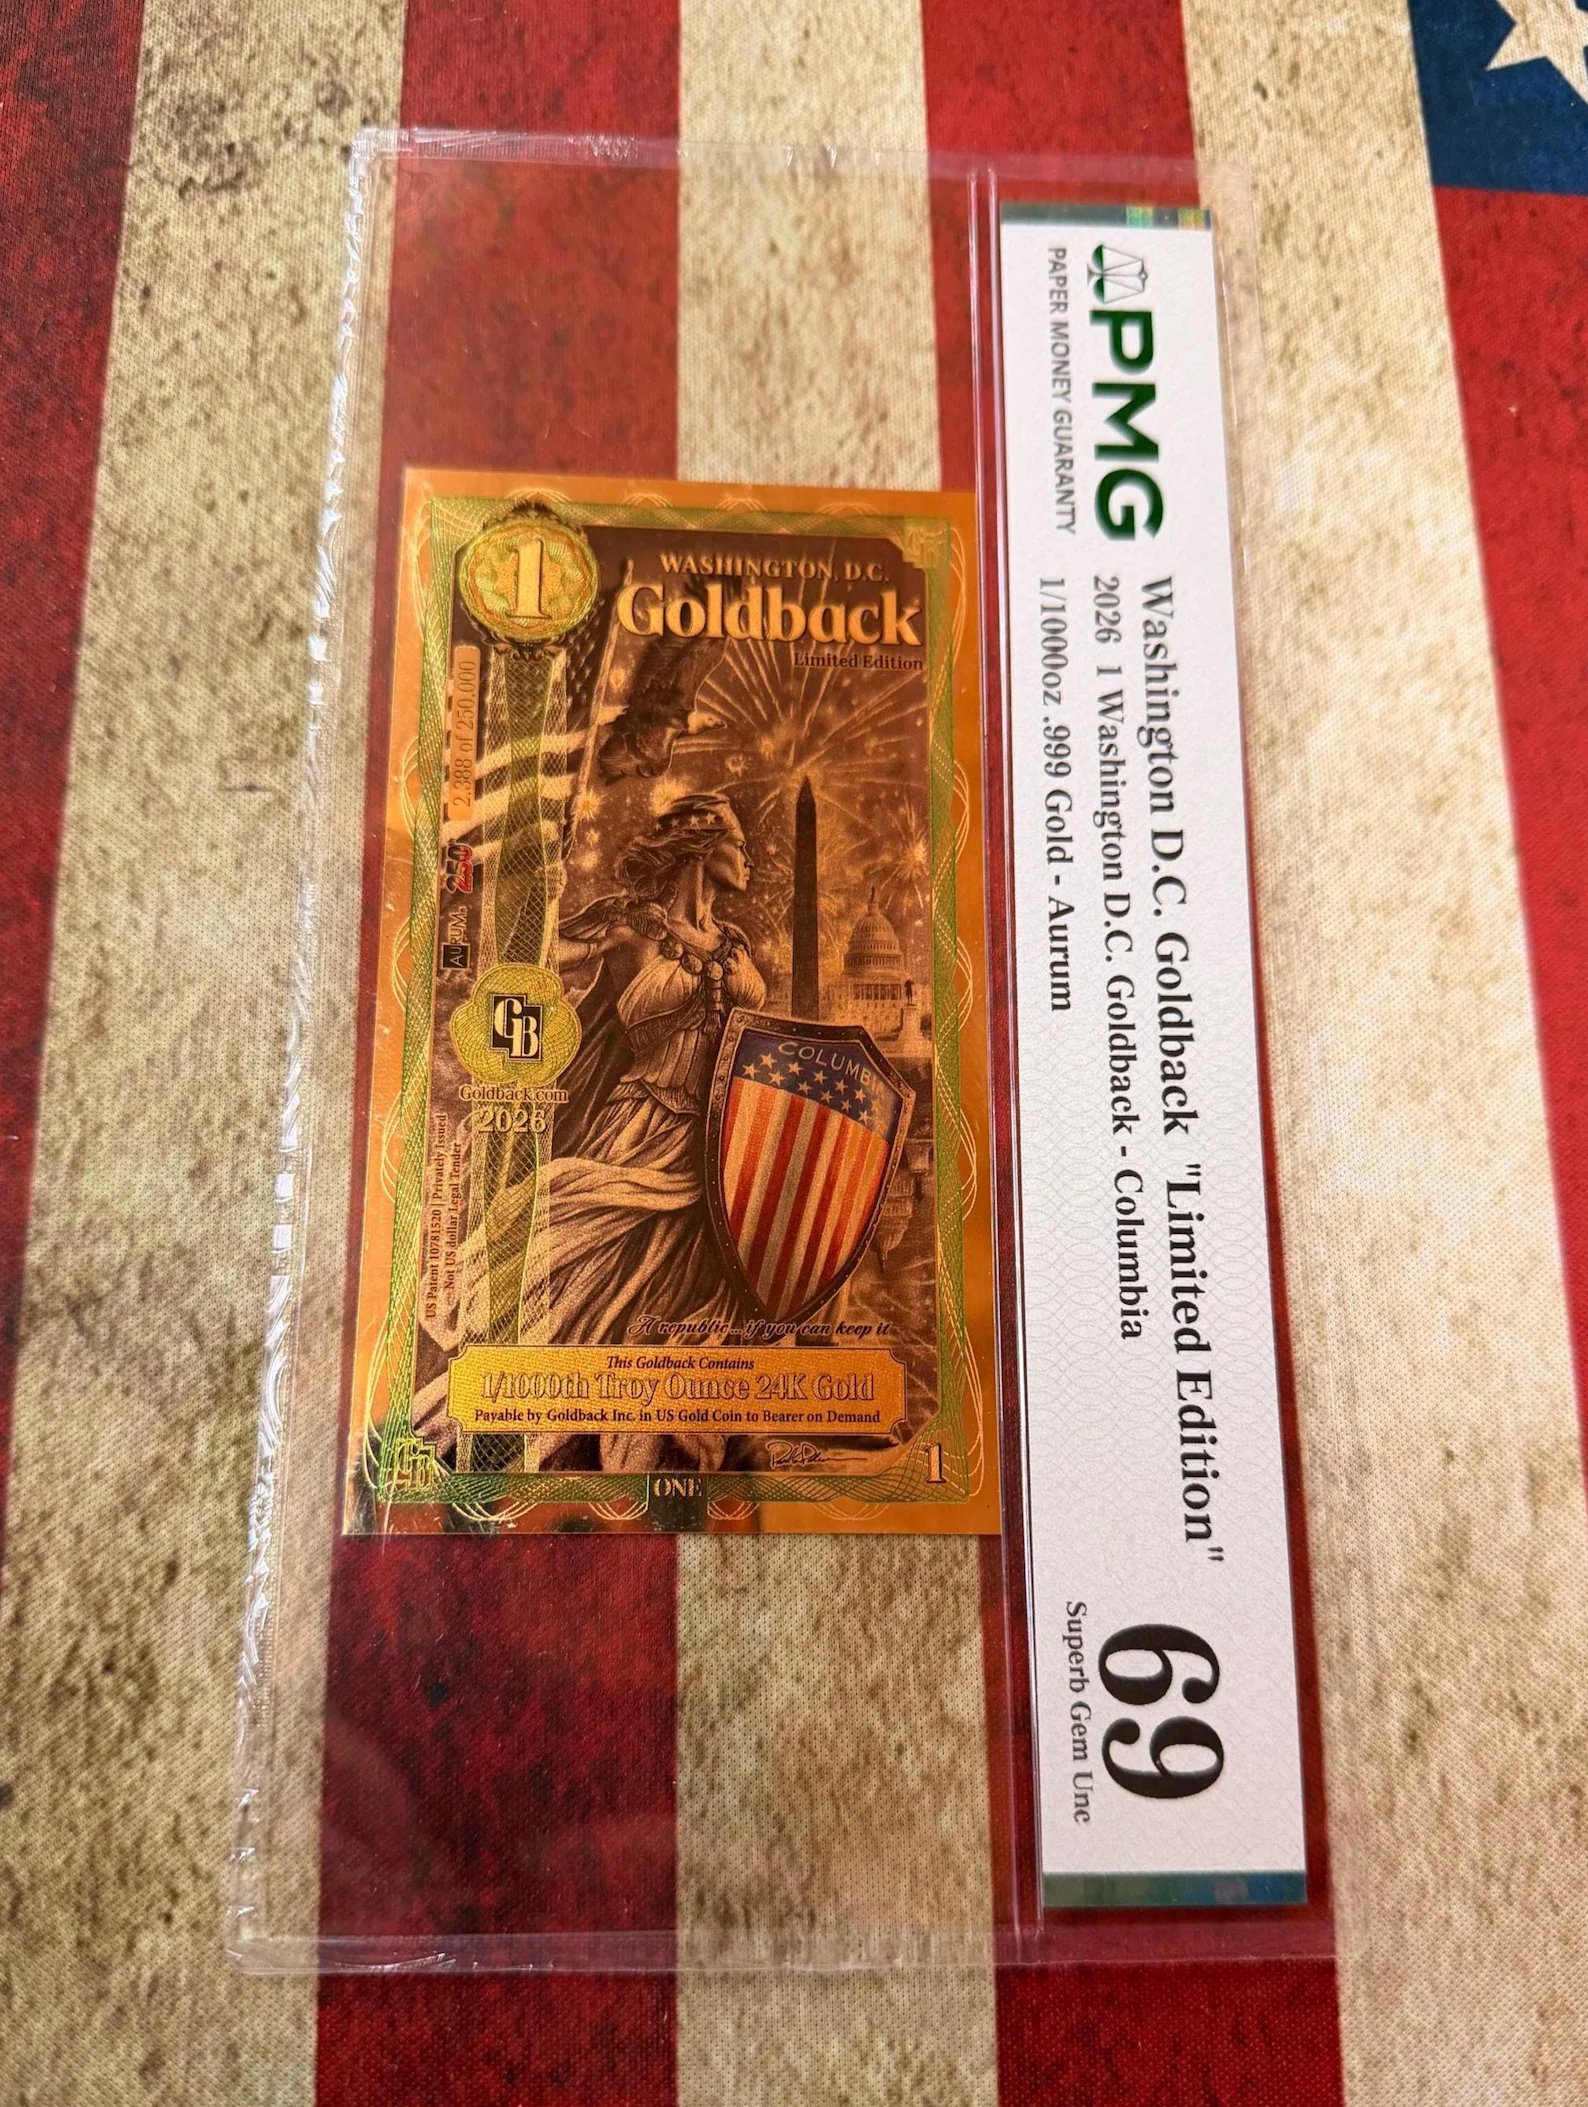 PMG
PAPER MONEY GUARANTY
Washington D.C. Goldback "Limited Edition"
2026 1 Washington D.C. Goldback - Columbia
1/1000oz .999 Gold - Aurum
69
Superb Gem Unc
1
WASHINGTON, D.C.
Goldback
Limited Edition
2,388 of 250,000
250
AURUM®
GB
Goldback.com
2026
US Patent 10781520 | Privately Issued
Not US dollar Legal Tender
COLUMBIA
A republic... if you can keep it
This Goldback Contains
1/1000th Troy Ounce 24K Gold
Payable by Goldback Inc. in US Gold Coin to Bearer on Demand
ONE
1